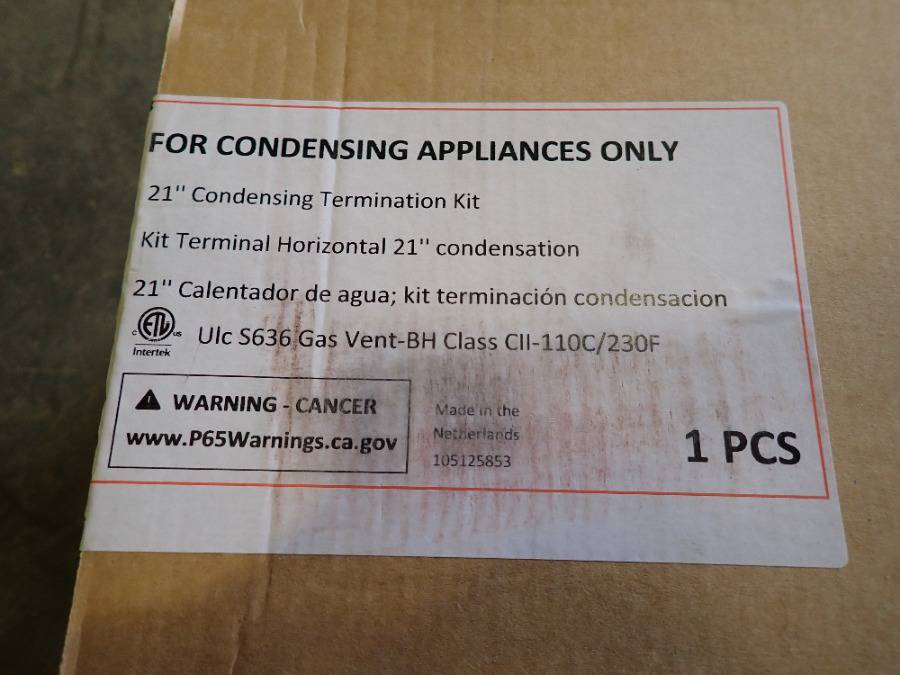 FOR CONDENSING APPLIANCES ONLY
21" Condensing Termination Kit
Kit Terminal Horizontal 21" condensation
21" Calentador de agua; kit terminación condensacion
C ETL US
Intertek
Ulc S636 Gas Vent-BH Class CII-110C/230F
WARNING - CANCER
www.P65Warnings.ca.gov
Made in the
Netherlands
105125853
1 PCS